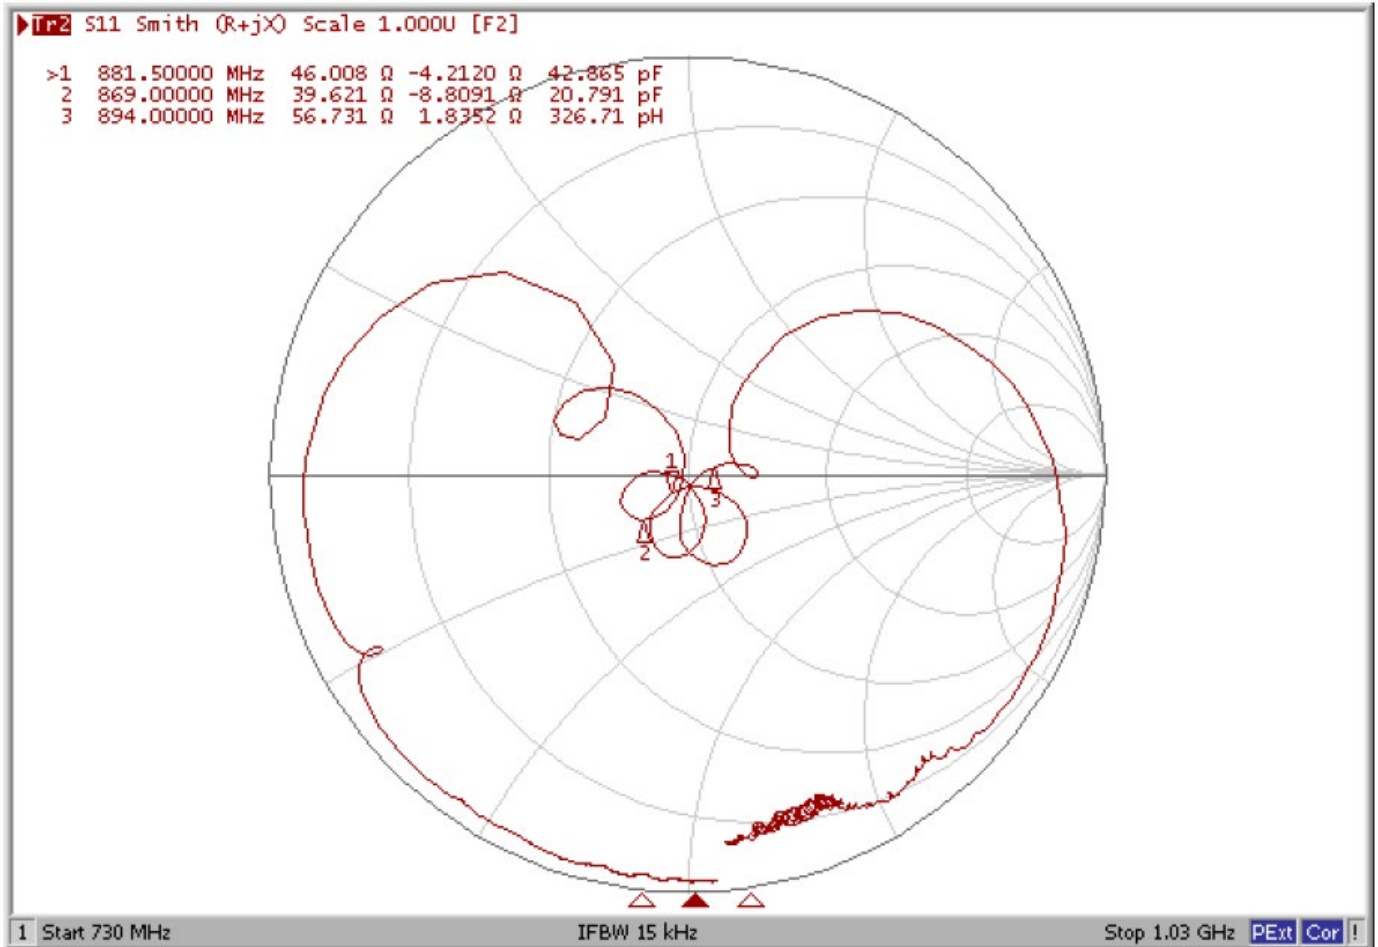 Tr2 S11 Smith (R+jX) Scale 1.000U [F2]
>1 881.50000 MHz 46.008 Ω -4.2120 Ω 42.865 pF
2 869.00000 MHz 39.621 Ω -8.8091 Ω 20.791 pF
3 894.00000 MHz 56.731 Ω 1.8352 Ω 326.71 pH
1
3
2
1 Start 730 MHz IFBW 15 kHz Stop 1.03 GHz PExt Cor !